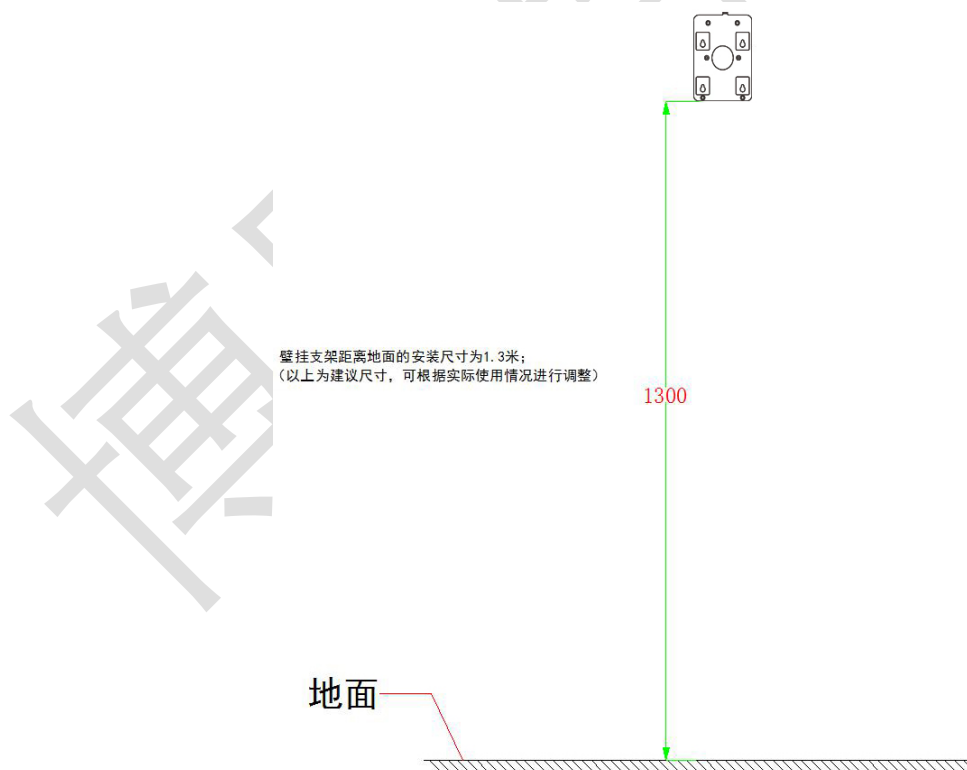 壁挂支架距离地面的安装尺寸为1.3米;
(以上为建议尺寸, 可根据实际使用情况进行调整)
1300
地面
博